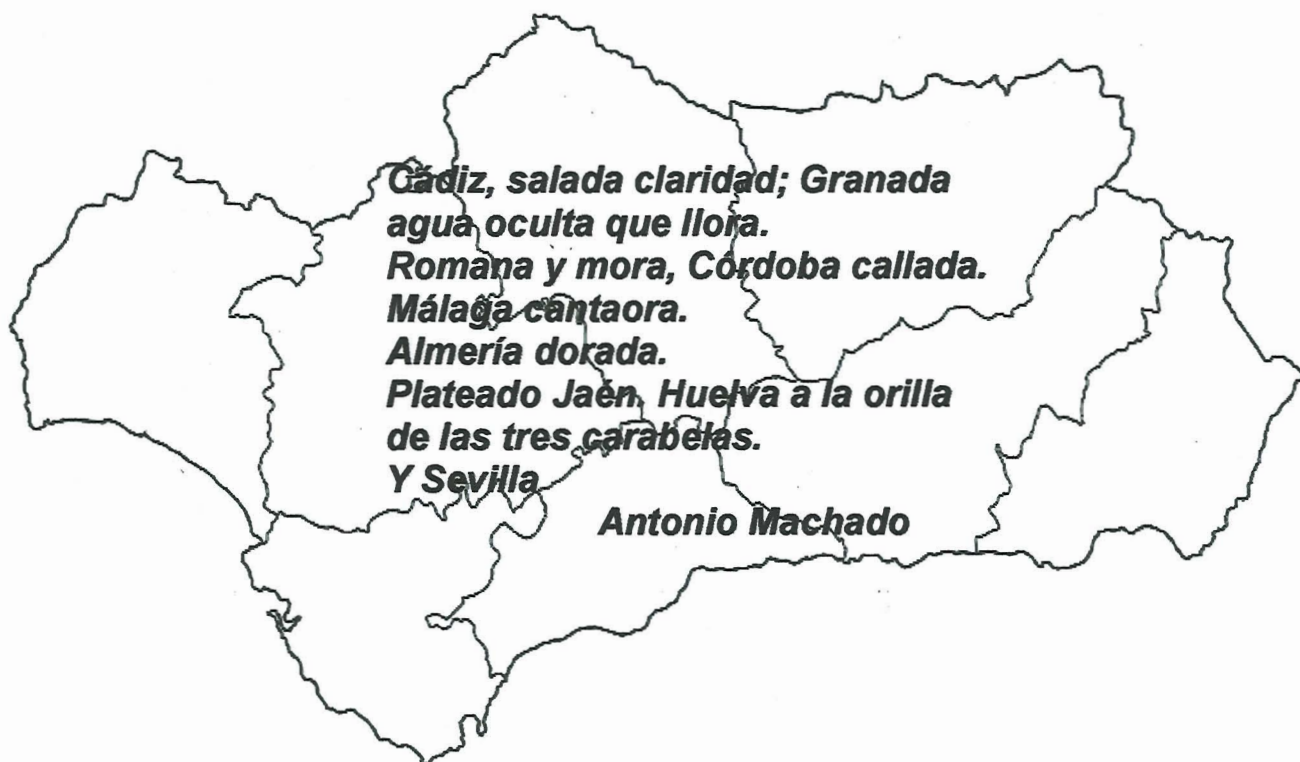 Cádiz, salada claridad; Granada
agua oculta que llora.
Romana y mora, Córdoba callada.
Málaga cantaora.
Almería dorada.
Plateado Jaén. Huelva a la orilla
de las tres carabelas.
Y Sevilla
Antonio Machado